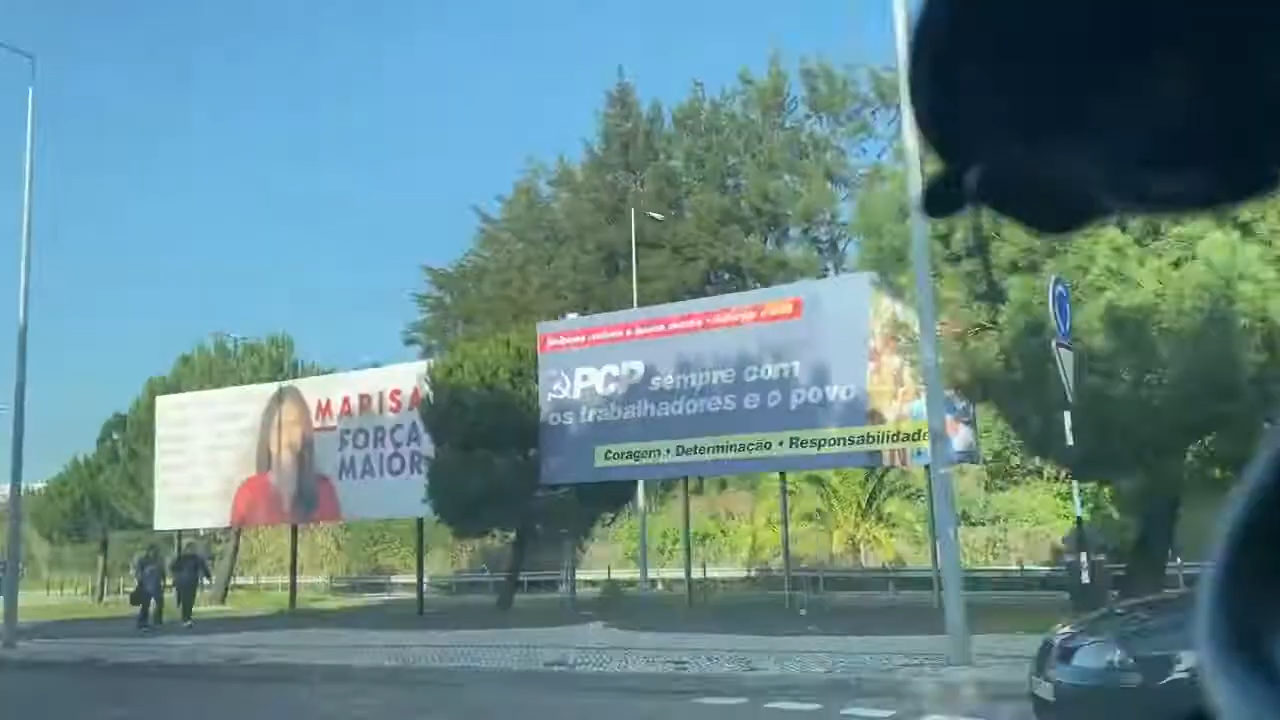 MARISA
FORÇA
MAIOR
PCP sempre com
os trabalhadores e o povo
Coragem • Determinação • Responsabilidade